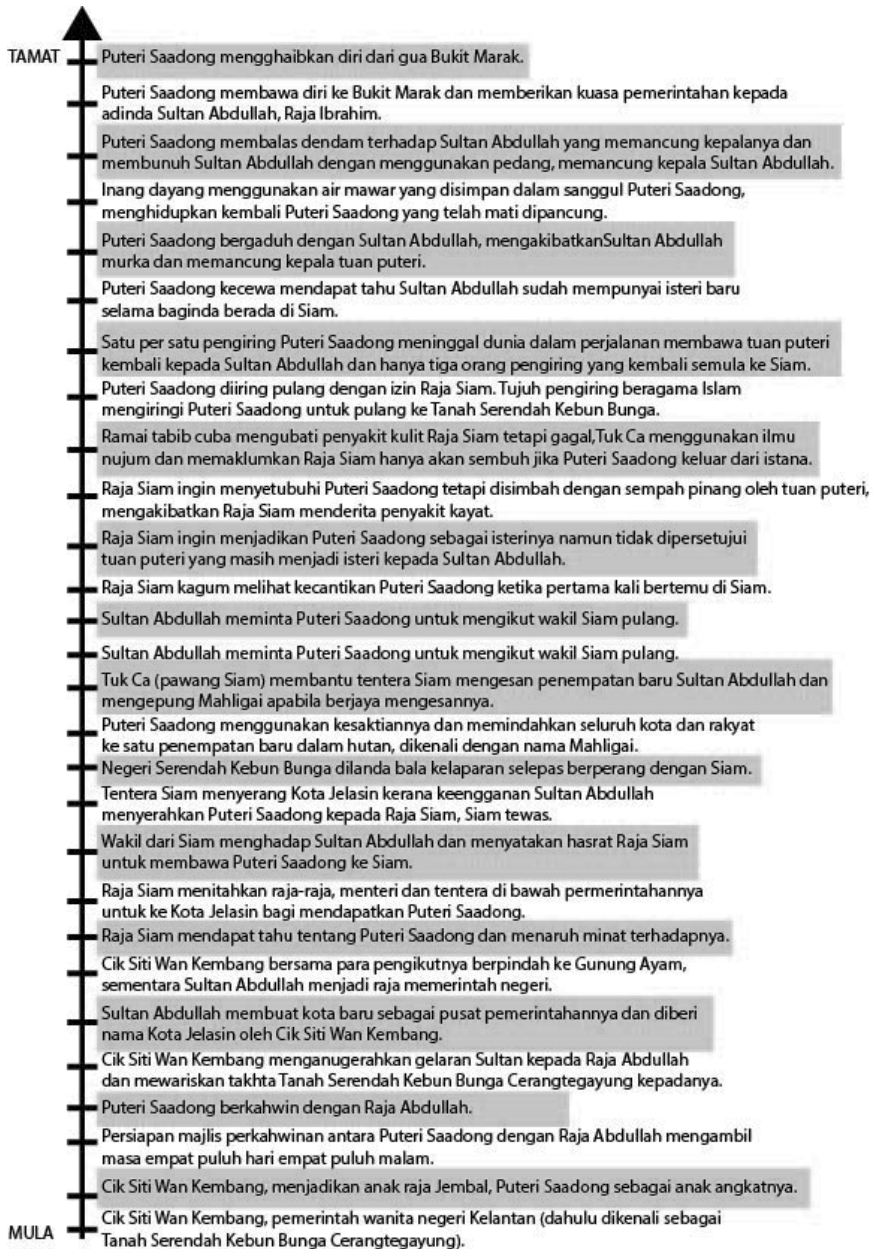 TAMAT
Puteri Saadong mengghaibkan diri dari gua Bukit Marak.
Puteri Saadong membawa diri ke Bukit Marak dan memberikan kuasa pemerintahan kepada
adinda Sultan Abdullah, Raja Ibrahim.
Puteri Saadong membalas dendam terhadap Sultan Abdullah yang memancung kepalanya dan
membunuh Sultan Abdullah dengan menggunakan pedang, memancung kepala Sultan Abdullah.
Inang dayang menggunakan air mawar yang disimpan dalam sanggul Puteri Saadong,
menghidupkan kembali Puteri Saadong yang telah mati dipancung.
Puteri Saadong bergaduh dengan Sultan Abdullah, mengakibatkanSultan Abdullah
murka dan memancung kepala tuan puteri.
Puteri Saadong kecewa mendapat tahu Sultan Abdullah sudah mempunyai isteri baru
selama baginda berada di Siam.
Satu per satu pengiring Puteri Saadong meninggal dunia dalam perjalanan membawa tuan puteri
kembali kepada Sultan Abdullah dan hanya tiga orang pengiring yang kembali semula ke Siam.
Puteri Saadong diiring pulang dengan izin Raja Siam. Tujuh pengiring beragama Islam
mengiringi Puteri Saadong untuk pulang ke Tanah Serendah Kebun Bunga.
Ramai tabib cuba mengubati penyakit kulit Raja Siam tetapi gagal,Tuk Ca menggunakan ilmu
nujum dan memaklumkan Raja Siam hanya akan sembuh jika Puteri Saadong keluar dari istana.
Raja Siam ingin menyetubuhi Puteri Saadong tetapi disimbah dengan sempah pinang oleh tuan puteri,
mengakibatkan Raja Siam menderita penyakit kayat.
Raja Siam ingin menjadikan Puteri Saadong sebagai isterinya namun tidak dipersetujui
tuan puteri yang masih menjadi isteri kepada Sultan Abdullah.
Raja Siam kagum melihat kecantikan Puteri Saadong ketika pertama kali bertemu di Siam.
Sultan Abdullah meminta Puteri Saadong untuk mengikut wakil Siam pulang.
Sultan Abdullah meminta Puteri Saadong untuk mengikut wakil Siam pulang.
Tuk Ca (pawang Siam) membantu tentera Siam mengesan penempatan baru Sultan Abdullah dan
mengepung Mahligai apabila berjaya mengesannya.
Puteri Saadong menggunakan kesaktiannya dan memindahkan seluruh kota dan rakyat
ke satu penempatan baru dalam hutan, dikenali dengan nama Mahligai.
Negeri Serendah Kebun Bunga dilanda bala kelaparan selepas berperang dengan Siam.
Tentera Siam menyerang Kota Jelasin kerana keengganan Sultan Abdullah
menyerahkan Puteri Saadong kepada Raja Siam, Siam tewas.
Wakil dari Siam menghadap Sultan Abdullah dan menyatakan hasrat Raja Siam
untuk membawa Puteri Saadong ke Siam.
Raja Siam menitahkan raja-raja, menteri dan tentera di bawah permerintahannya
untuk ke Kota Jelasin bagi mendapatkan Puteri Saadong.
Raja Siam mendapat tahu tentang Puteri Saadong dan menaruh minat terhadapnya.
Cik Siti Wan Kembang bersama para pengikutnya berpindah ke Gunung Ayam,
sementara Sultan Abdullah menjadi raja memerintah negeri.
Sultan Abdullah membuat kota baru sebagai pusat pemerintahannya dan diberi
nama Kota Jelasin oleh Cik Siti Wan Kembang.
Cik Siti Wan Kembang menganugerahkan gelaran Sultan kepada Raja Abdullah
dan mewariskan takhta Tanah Serendah Kebun Bunga Cerangtegayung kepadanya.
Puteri Saadong berkahwin dengan Raja Abdullah.
Persiapan majlis perkahwinan antara Puteri Saadong dengan Raja Abdullah mengambil
masa empat puluh hari empat puluh malam.
Cik Siti Wan Kembang, menjadikan anak raja Jembal, Puteri Saadong sebagai anak angkatnya.
MULA
Cik Siti Wan Kembang, pemerintah wanita negeri Kelantan (dahulu dikenali sebagai
Tanah Serendah Kebun Bunga Cerangtegayung).